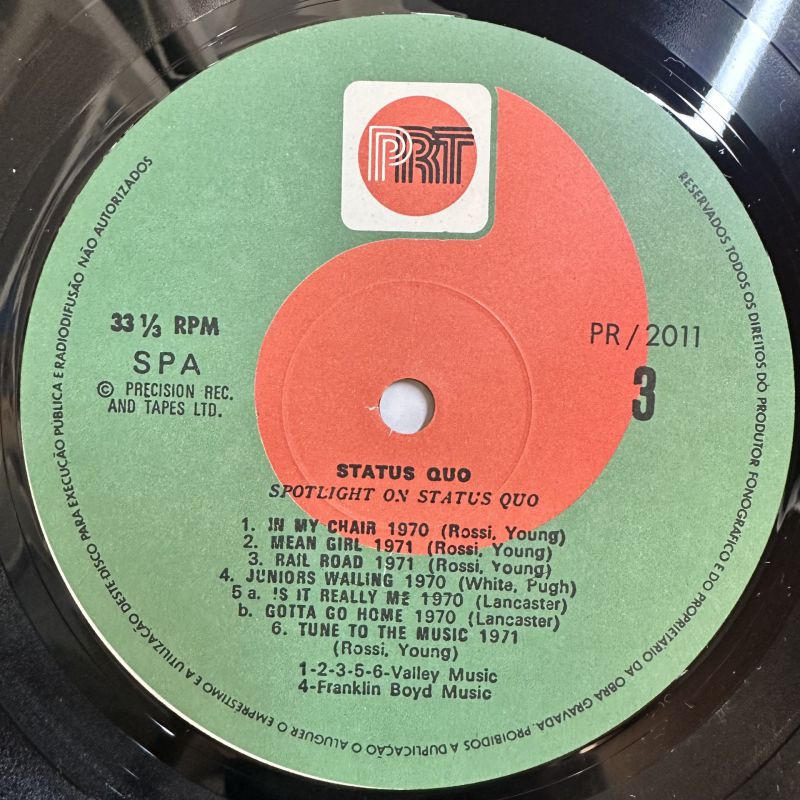 PRT
33 1/3 RPM
SPA
© PRECISION REC.
AND TAPES LTD.
PR / 2011
3
STATUS QUO
SPOTLIGHT ON STATUS QUO
1. IN MY CHAIR 1970 (Rossi, Young)
2. MEAN GIRL 1971 (Rossi, Young)
3. RAIL ROAD 1971 (Rossi, Young)
4. JUNIORS WAILING 1970 (White, Pugh)
5 a. IS IT REALLY ME 1970 (Lancaster)
b. GOTTA GO HOME 1970 (Lancaster)
6. TUNE TO THE MUSIC 1971
(Rossi, Young)
1-2-3-5-6-Valley Music
4-Franklin Boyd Music
RESERVADOS TODOS OS DIREITOS DO PRODUTOR FONOGRAFICO E DO PROPRIETARIO DA OBRA GRAVADA. PROIBIDOS A DUPLICAÇÃO O ALUGUER O EMPRÉSTIMO E A UTILIZAÇÃO DESTE DISCO PARA EXECUÇÃO PÚBLICA E RADIODIFUSÃO NÃO AUTORIZADOS